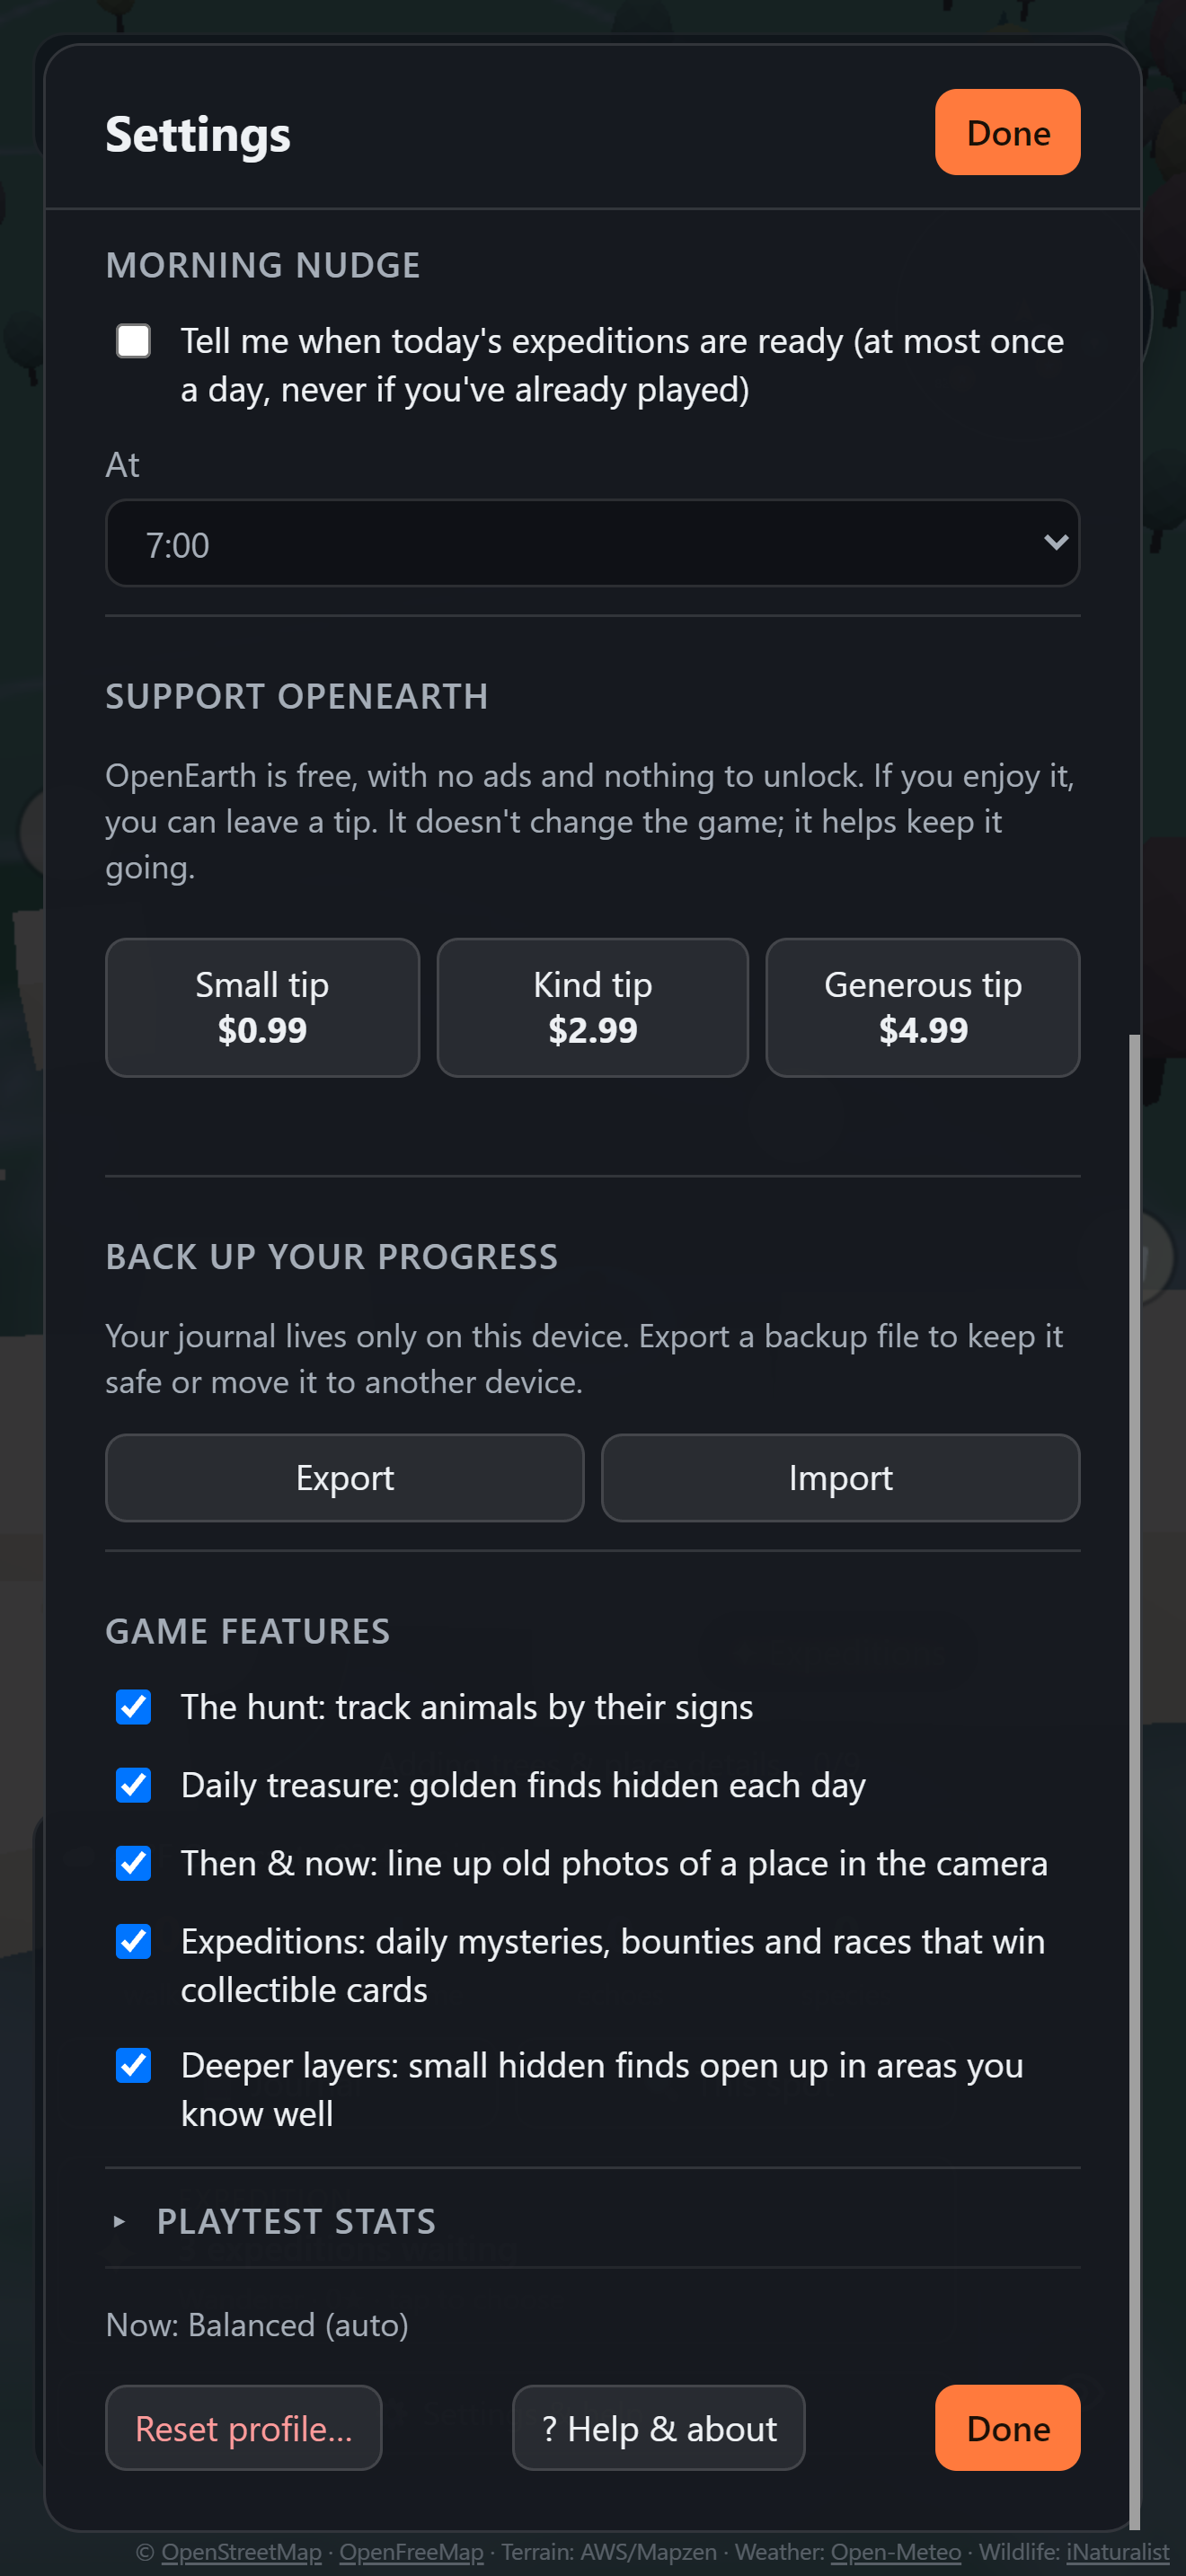 Settings
Done
MORNING NUDGE
Tell me when today's expeditions are ready (at most once
a day, never if you've already played)
At
7:00
SUPPORT OPENEARTH
OpenEarth is free, with no ads and nothing to unlock. If you enjoy it,
you can leave a tip. It doesn't change the game; it helps keep it
going.
Small tip
$0.99
Kind tip
$2.99
Generous tip
$4.99
BACK UP YOUR PROGRESS
Your journal lives only on this device. Export a backup file to keep it
safe or move it to another device.
Export
Import
GAME FEATURES
The hunt: track animals by their signs
Daily treasure: golden finds hidden each day
Then & now: line up old photos of a place in the camera
Expeditions: daily mysteries, bounties and races that win
collectible cards
Deeper layers: small hidden finds open up in areas you
know well
▸ PLAYTEST STATS
Now: Balanced (auto)
Reset profile...
? Help & about
Done
© OpenStreetMap · OpenFreeMap · Terrain: AWS/Mapzen · Weather: Open-Meteo · Wildlife: iNaturalist